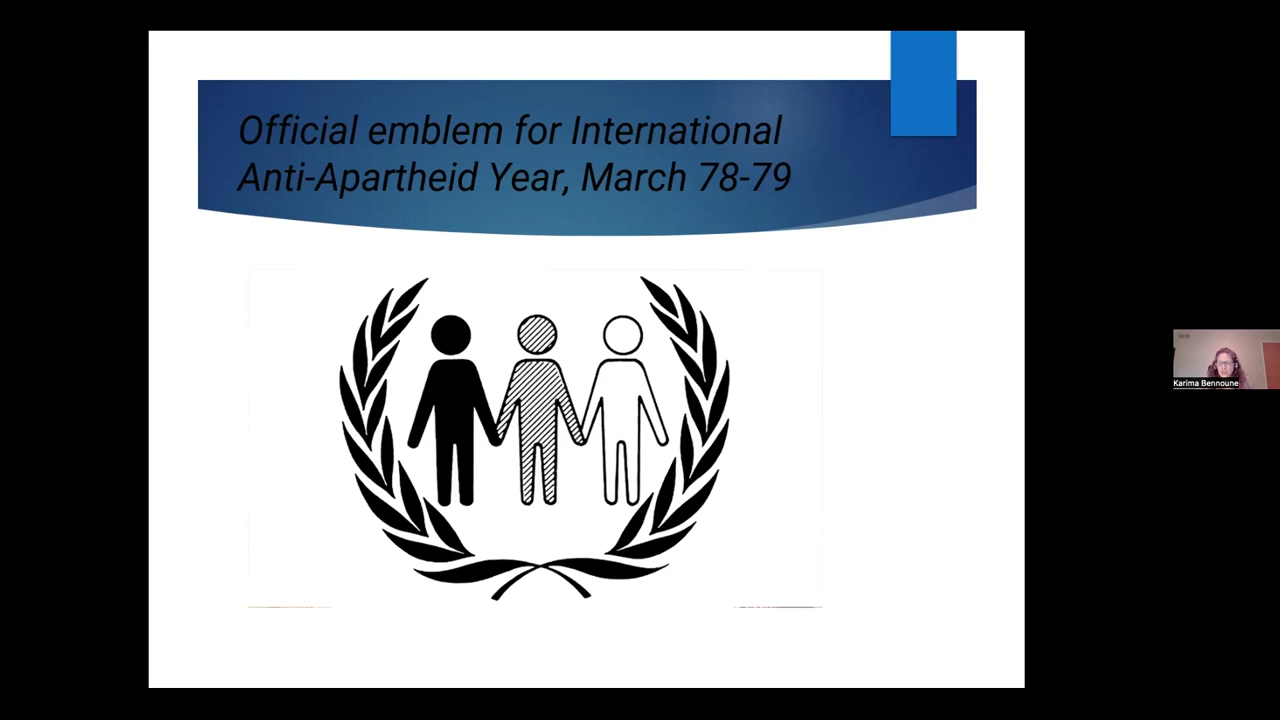 Official emblem for International
Anti-Apartheid Year, March 78-79
Karima Bennoune